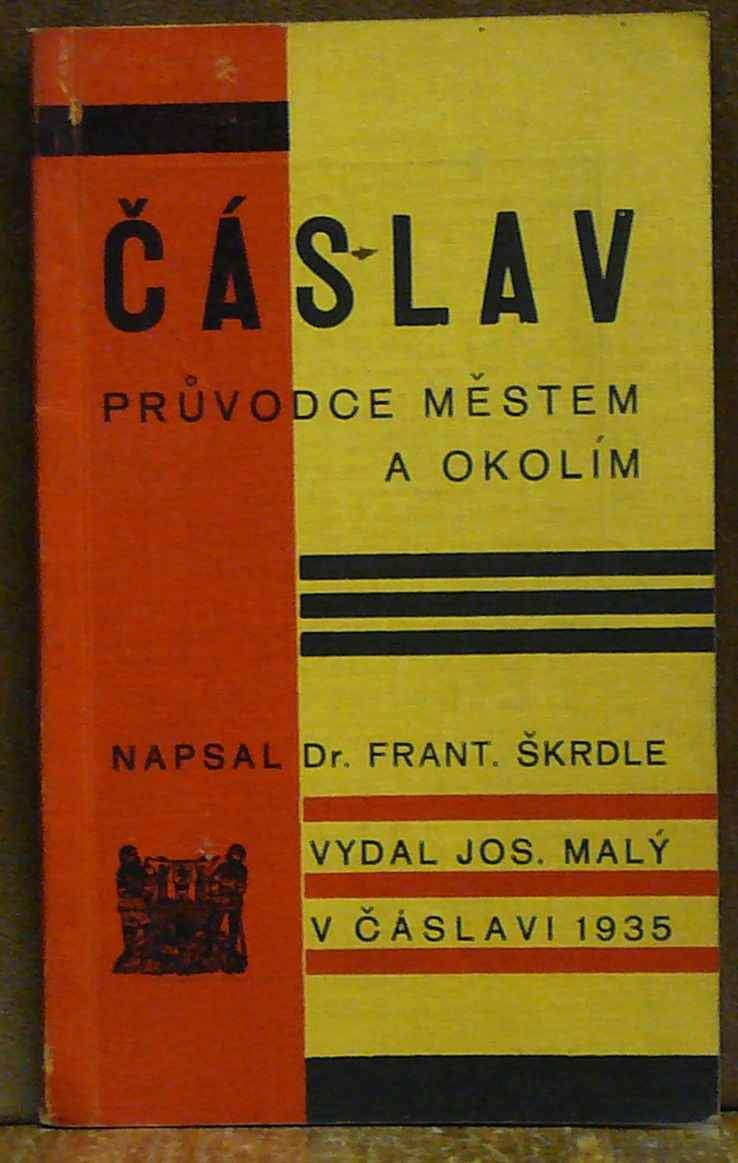 ČÁSLAV
PRŮVODCE MĚSTEM
A OKOLÍM
NAPSAL Dr. FRANT. ŠKRDLE
VYDAL JOS. MALÝ
V ČÁSLAVI 1935